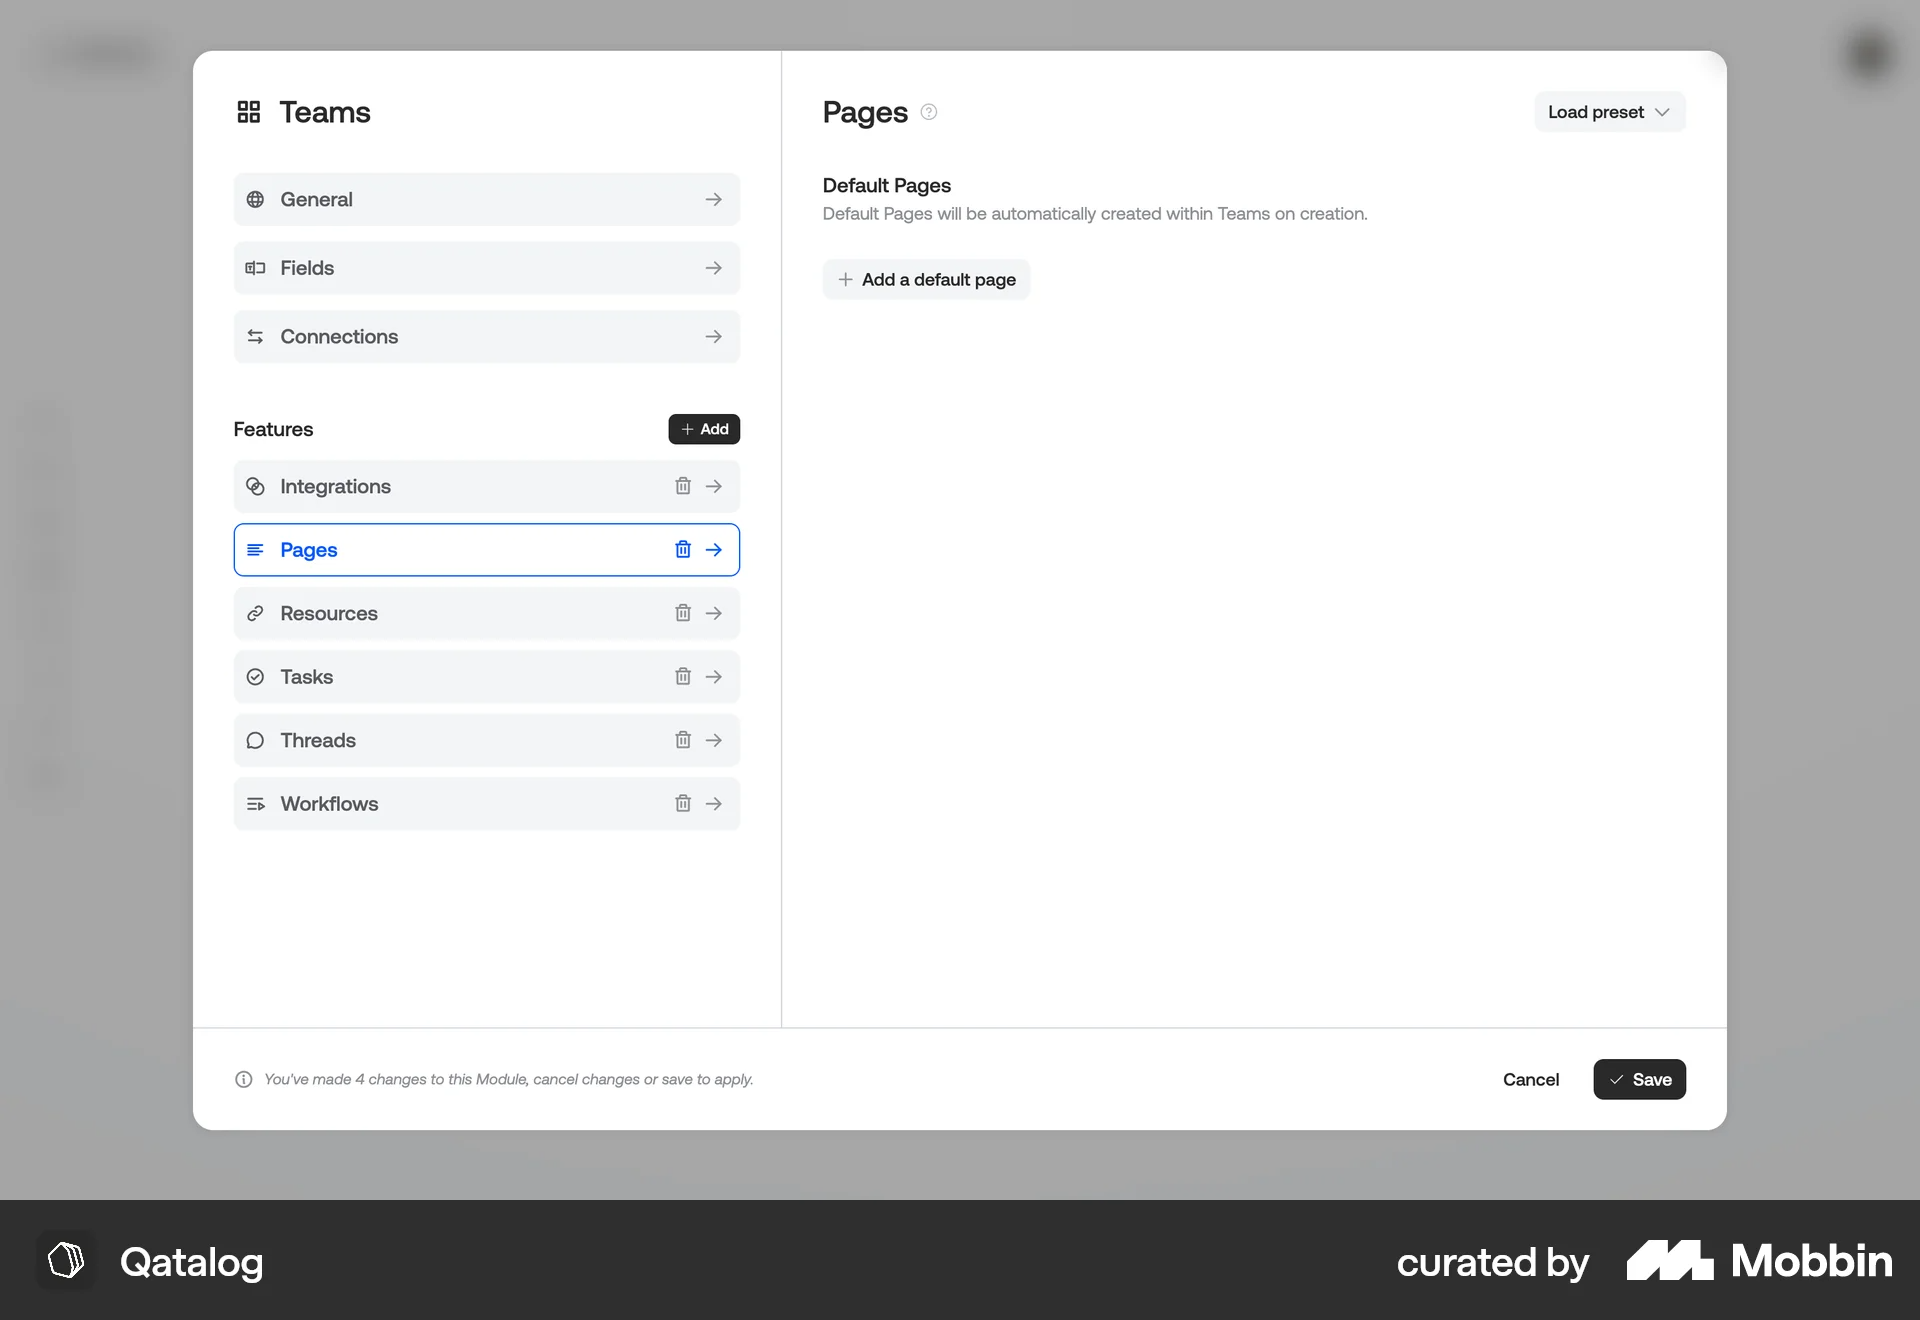 Teams
General
Fields
Connections
Features
Add
Integrations
Pages
Resources
Tasks
Threads
Workflows
Pages
Load preset
Default Pages
Default Pages will be automatically created within Teams on creation.
Add a default page
You've made 4 changes to this Module, cancel changes or save to apply.
Cancel
Save
Qatalog
curated by
Mobbin